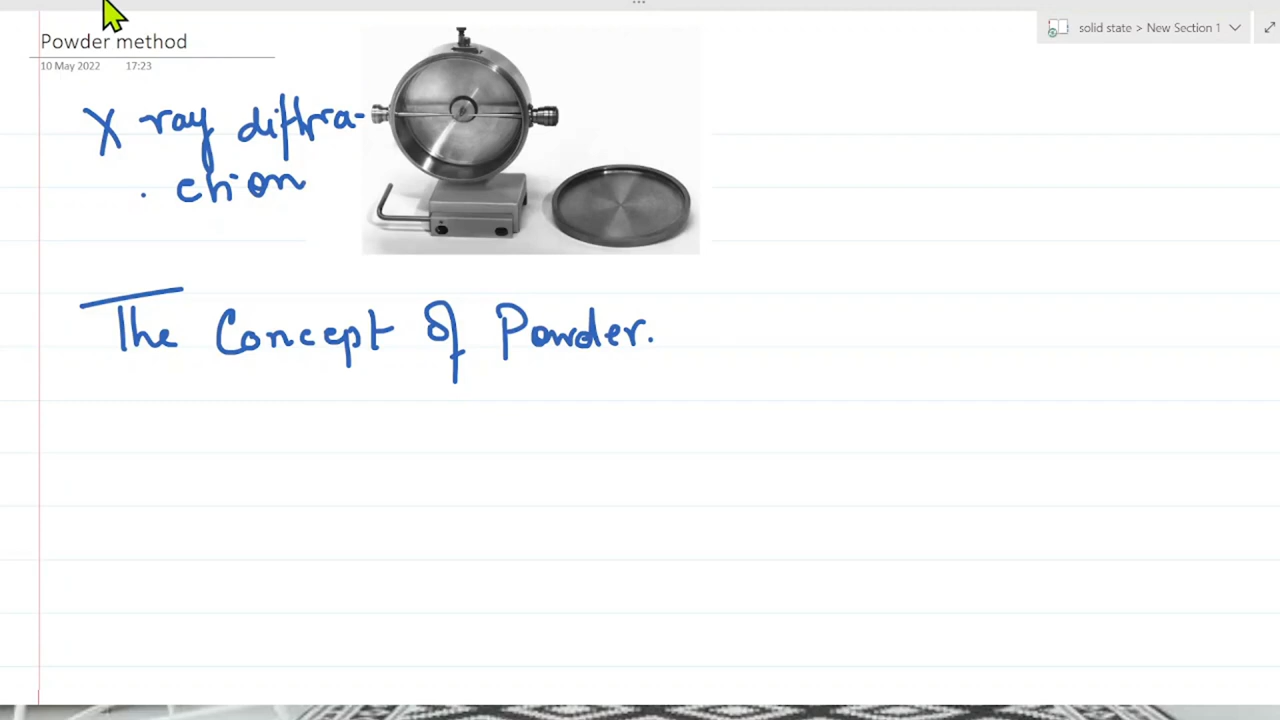 solid state > New Section 1
Powder method
10 May 2022 17:23
X ray diffra-
. ction
The Concept of Powder.